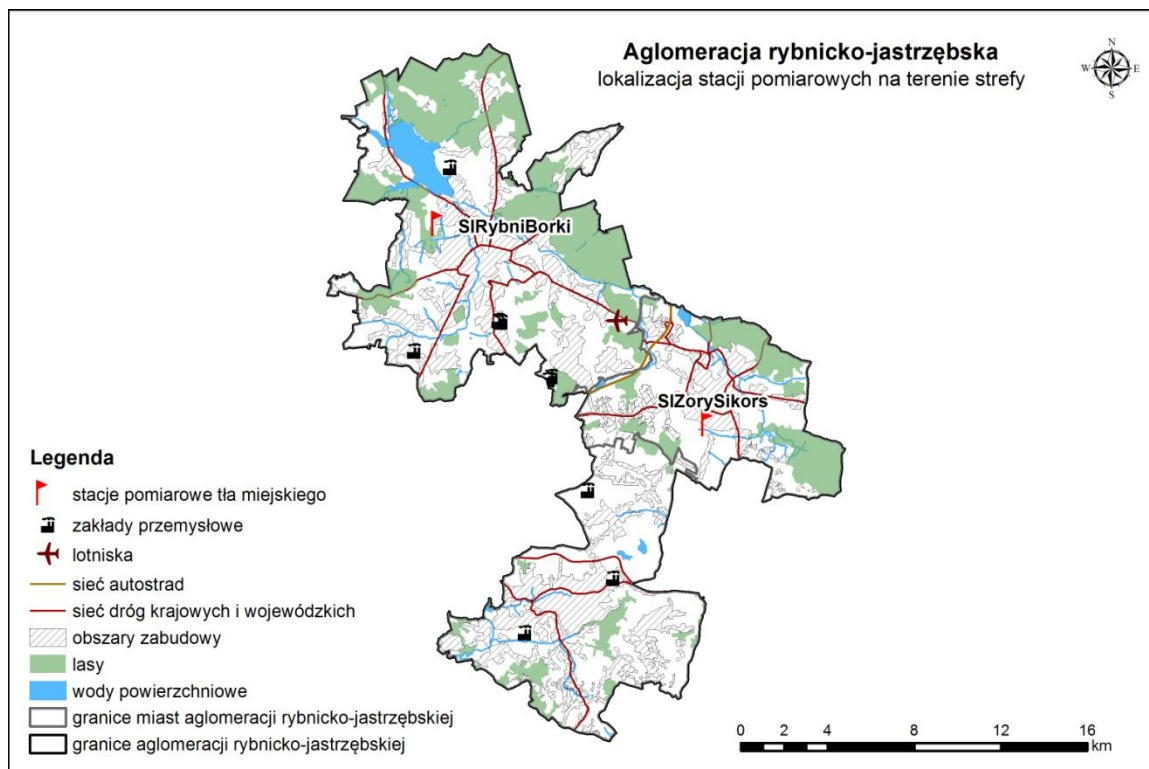 Aglomeracja rybnicko-jastrzębska
lokalizacja stacji pomiarowych na terenie strefy
N
W E
S
SlRybniBorki
SlZorySikors
Legenda
stacje pomiarowe tła miejskiego
zakłady przemysłowe
lotniska
sieć autostrad
sieć dróg krajowych i wojewódzkich
obszary zabudowy
lasy
wody powierzchniowe
granice miast aglomeracji rybnicko-jastrzębskiej
granice aglomeracji rybnicko-jastrzębskiej
0 2 4 8 12 16
km